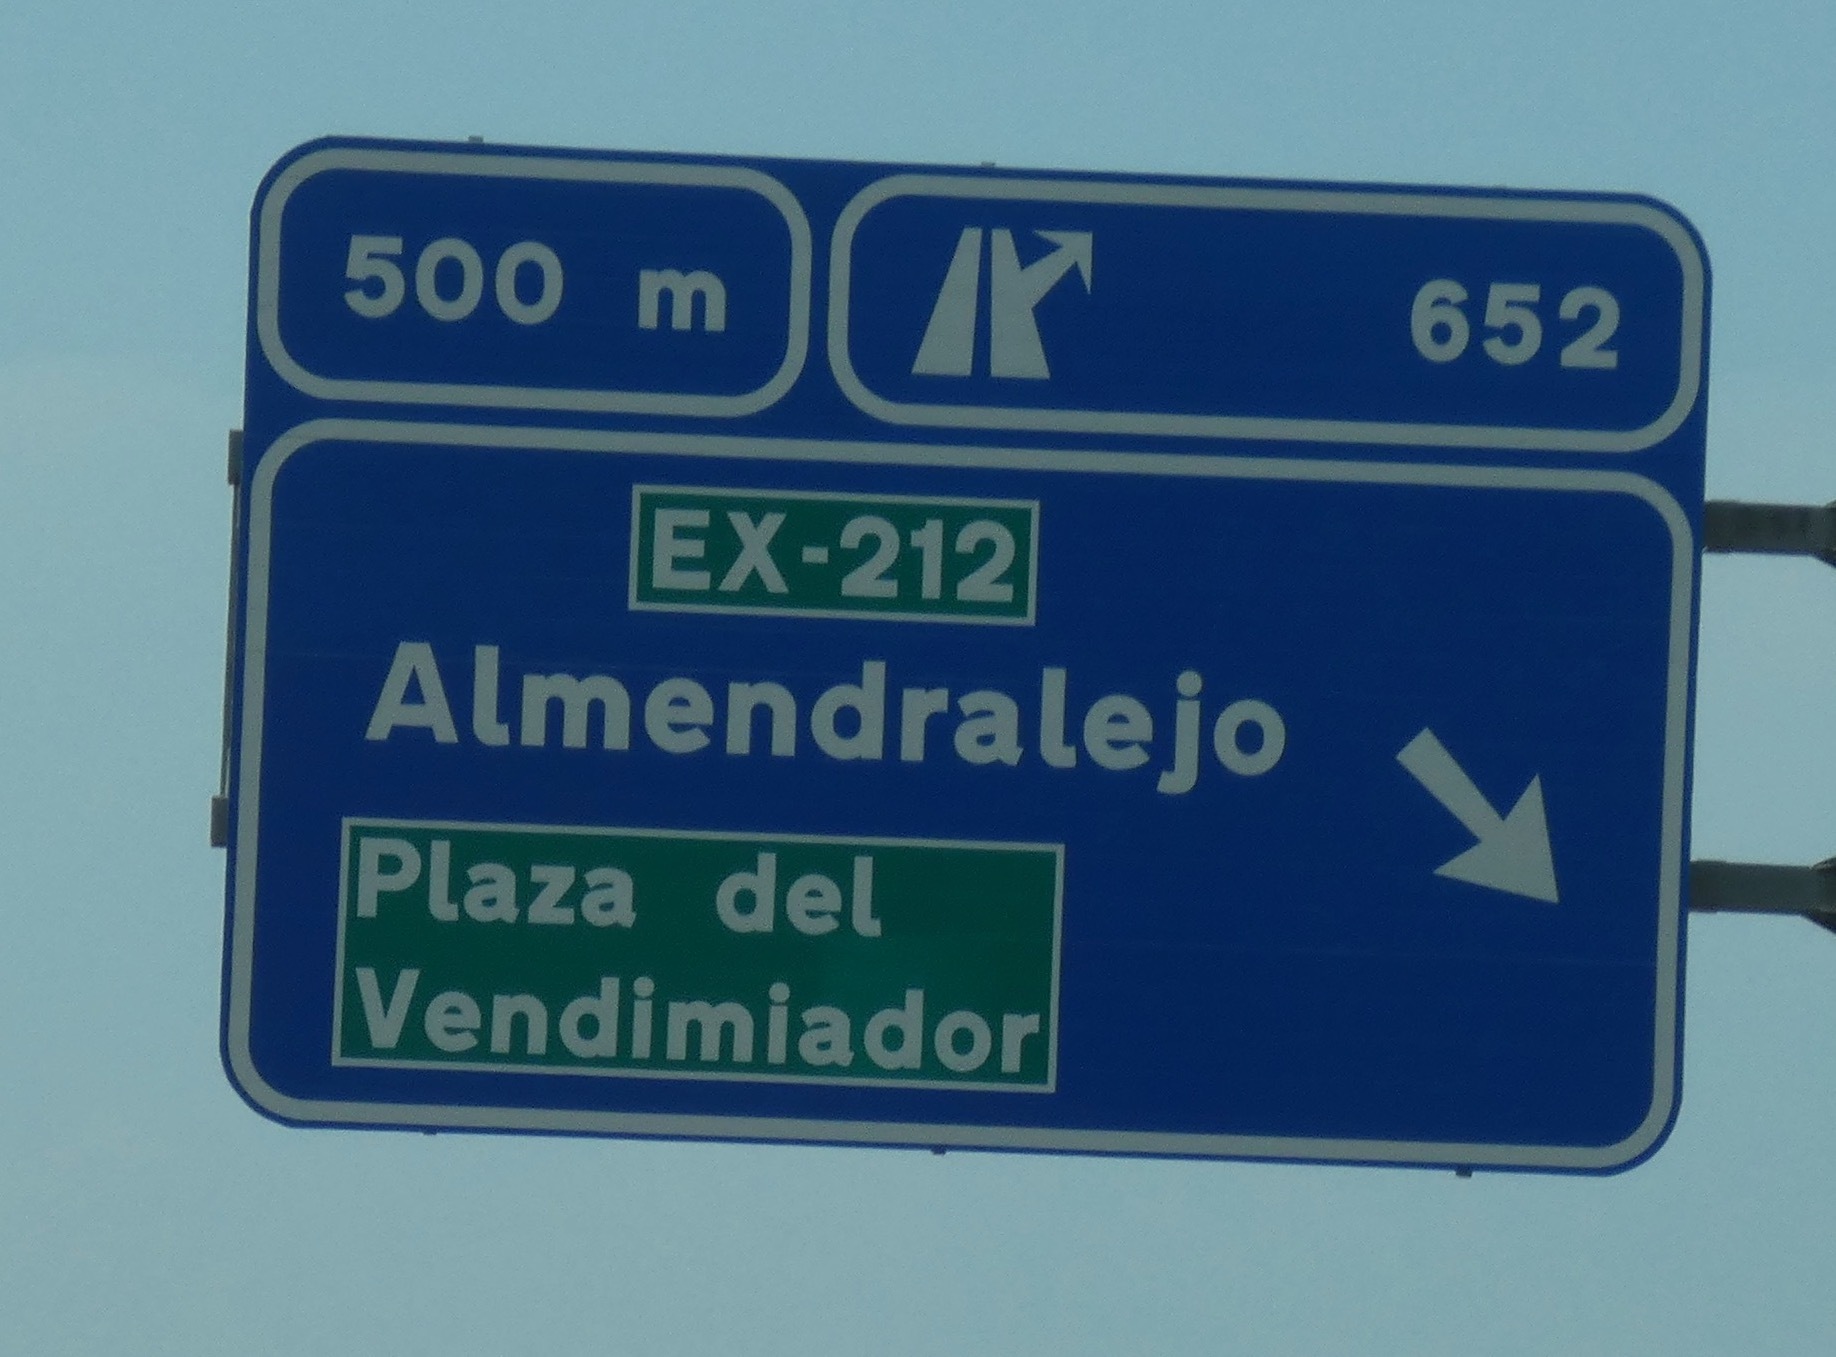 500 m
652
EX-212
Almendralejo
Plaza del
Vendimiador